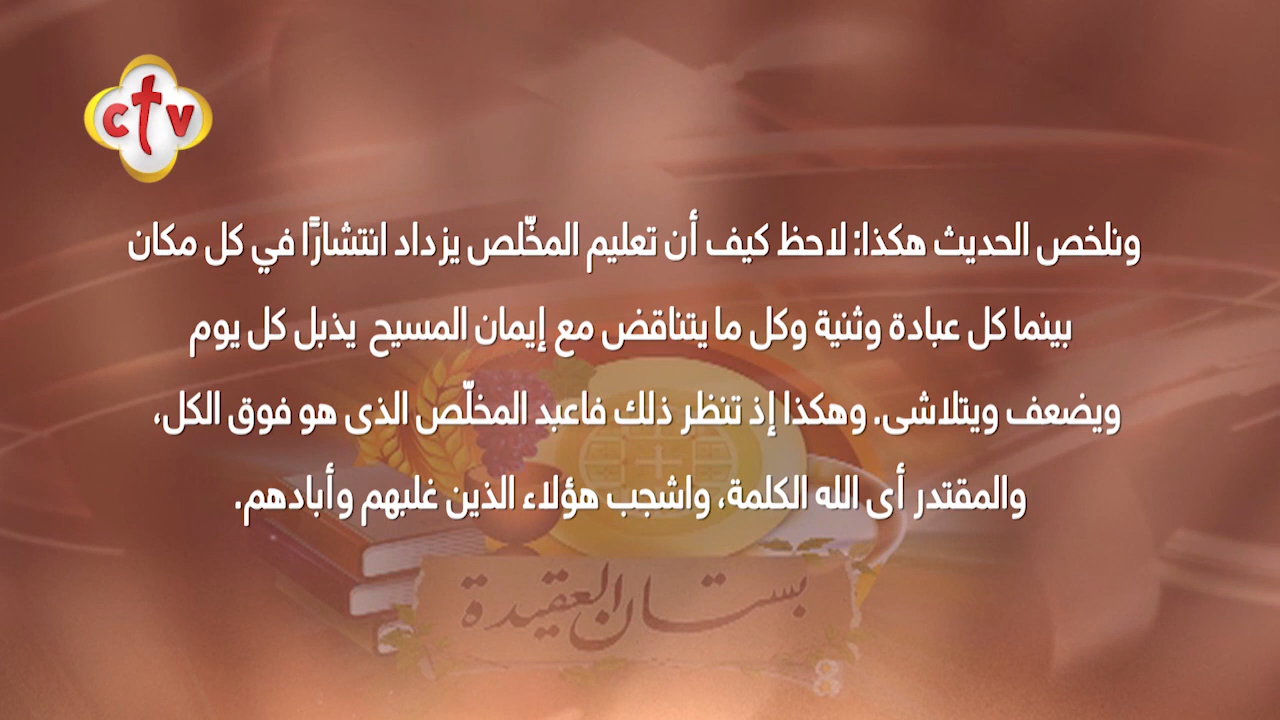 ctv
ونلخص الحديث هكذا: لاحظ كيف أن تعليم المخّلص يزداد انتشارًا في كل مكان
بينما كل عبادة وثنية وكل ما يتناقض مع إيمان المسيح يذبل كل يوم
ويضعف ويتلاشى. وهكذا إذ تنظر ذلك فاعبد المخلّص الذى هو فوق الكل،
والمقتدر أى الله الكلمة، واشجب هؤلاء الذين غلبهم وأبادهم.
بستان العقيدة